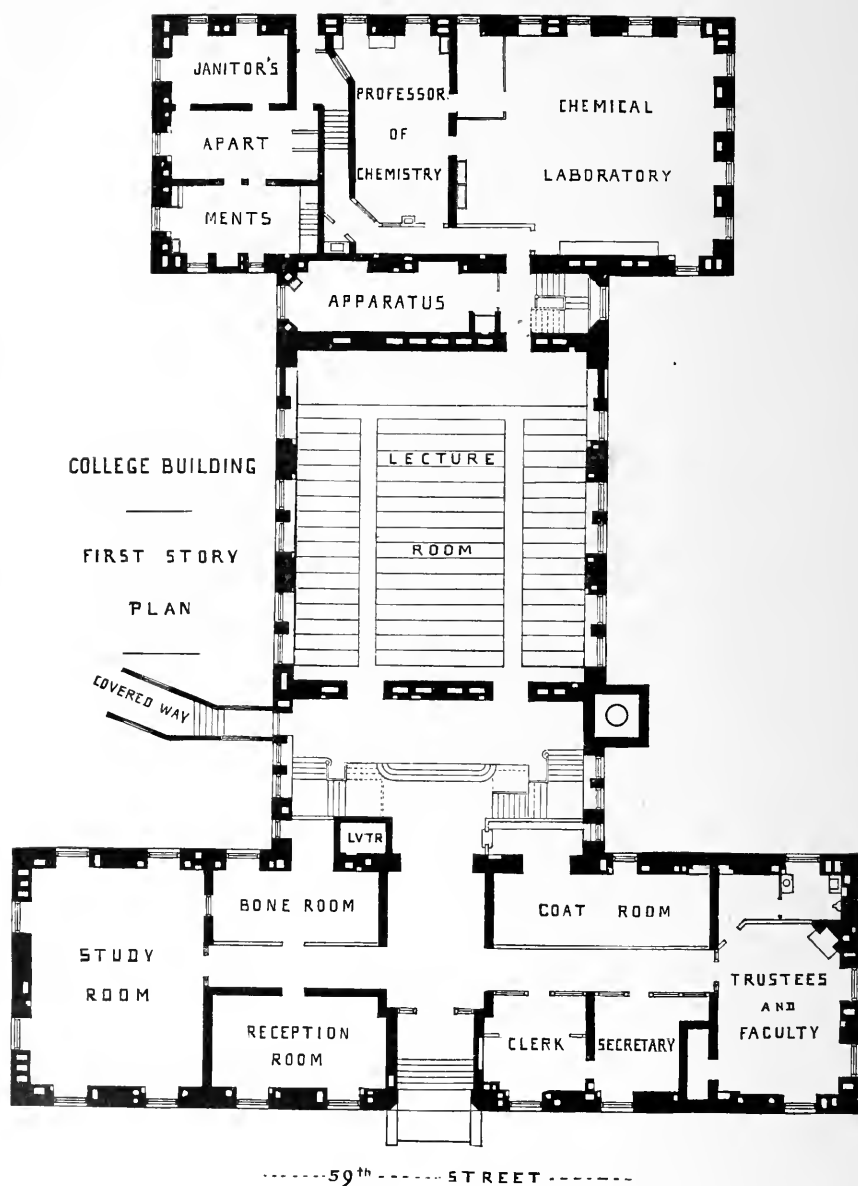 JANITOR'S
APART
MENTS
PROFESSOR.
OF
CHEMISTRY
CHEMICAL
LABORATORY
APPARATUS
LECTURE
ROOM
COLLEGE BUILDING
FIRST STORY
PLAN
COVERED WAY
LVTR
BONE ROOM
COAT ROOM
STUDY
ROOM
RECEPTION
ROOM
CLERK
SECRETARY
TRUSTEES
AND
FACULTY
59th STREET